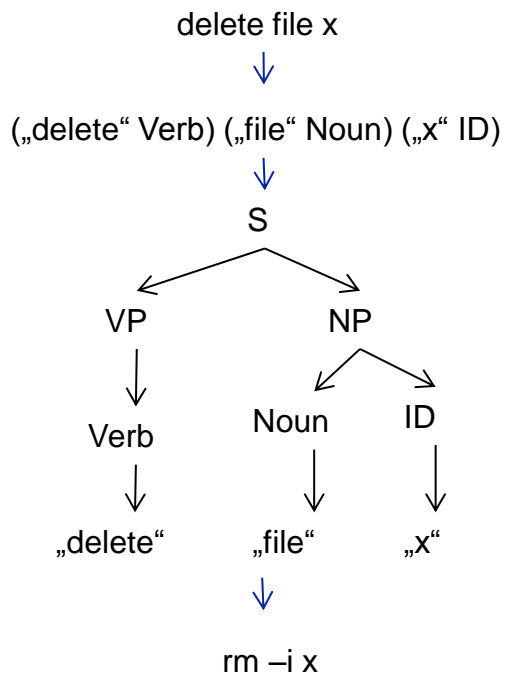 delete file x
(„delete“ Verb) („file“ Noun) („x“ ID)
S
VP NP
Verb Noun ID
„delete“ „file“ „x“
rm –i x